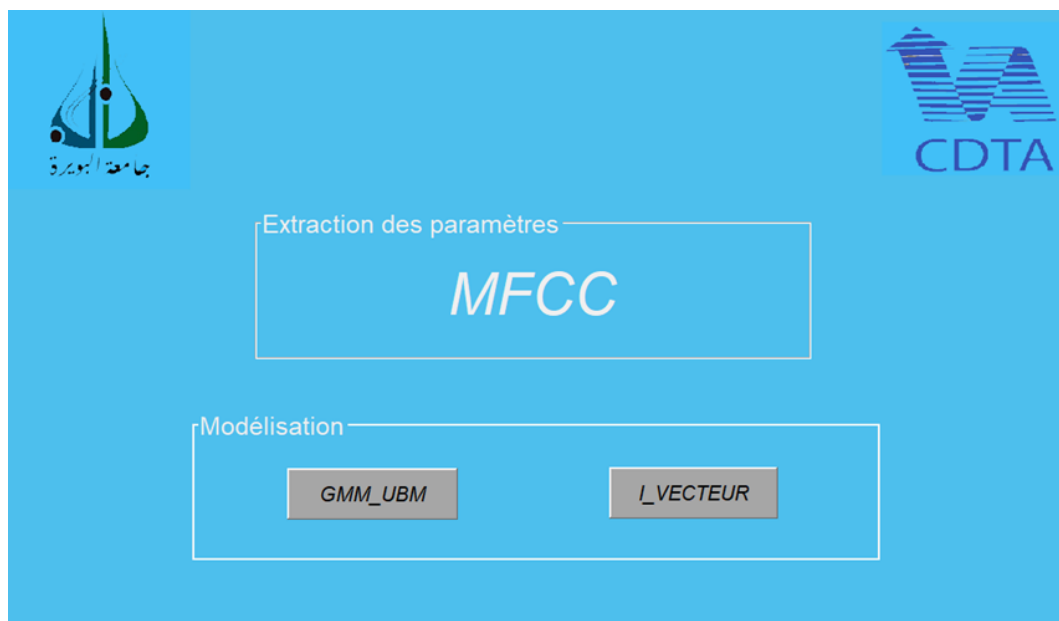 جامعة البويرة
CDTA
Extraction des paramètres
MFCC
Modélisation
GMM_UBM
I_VECTEUR